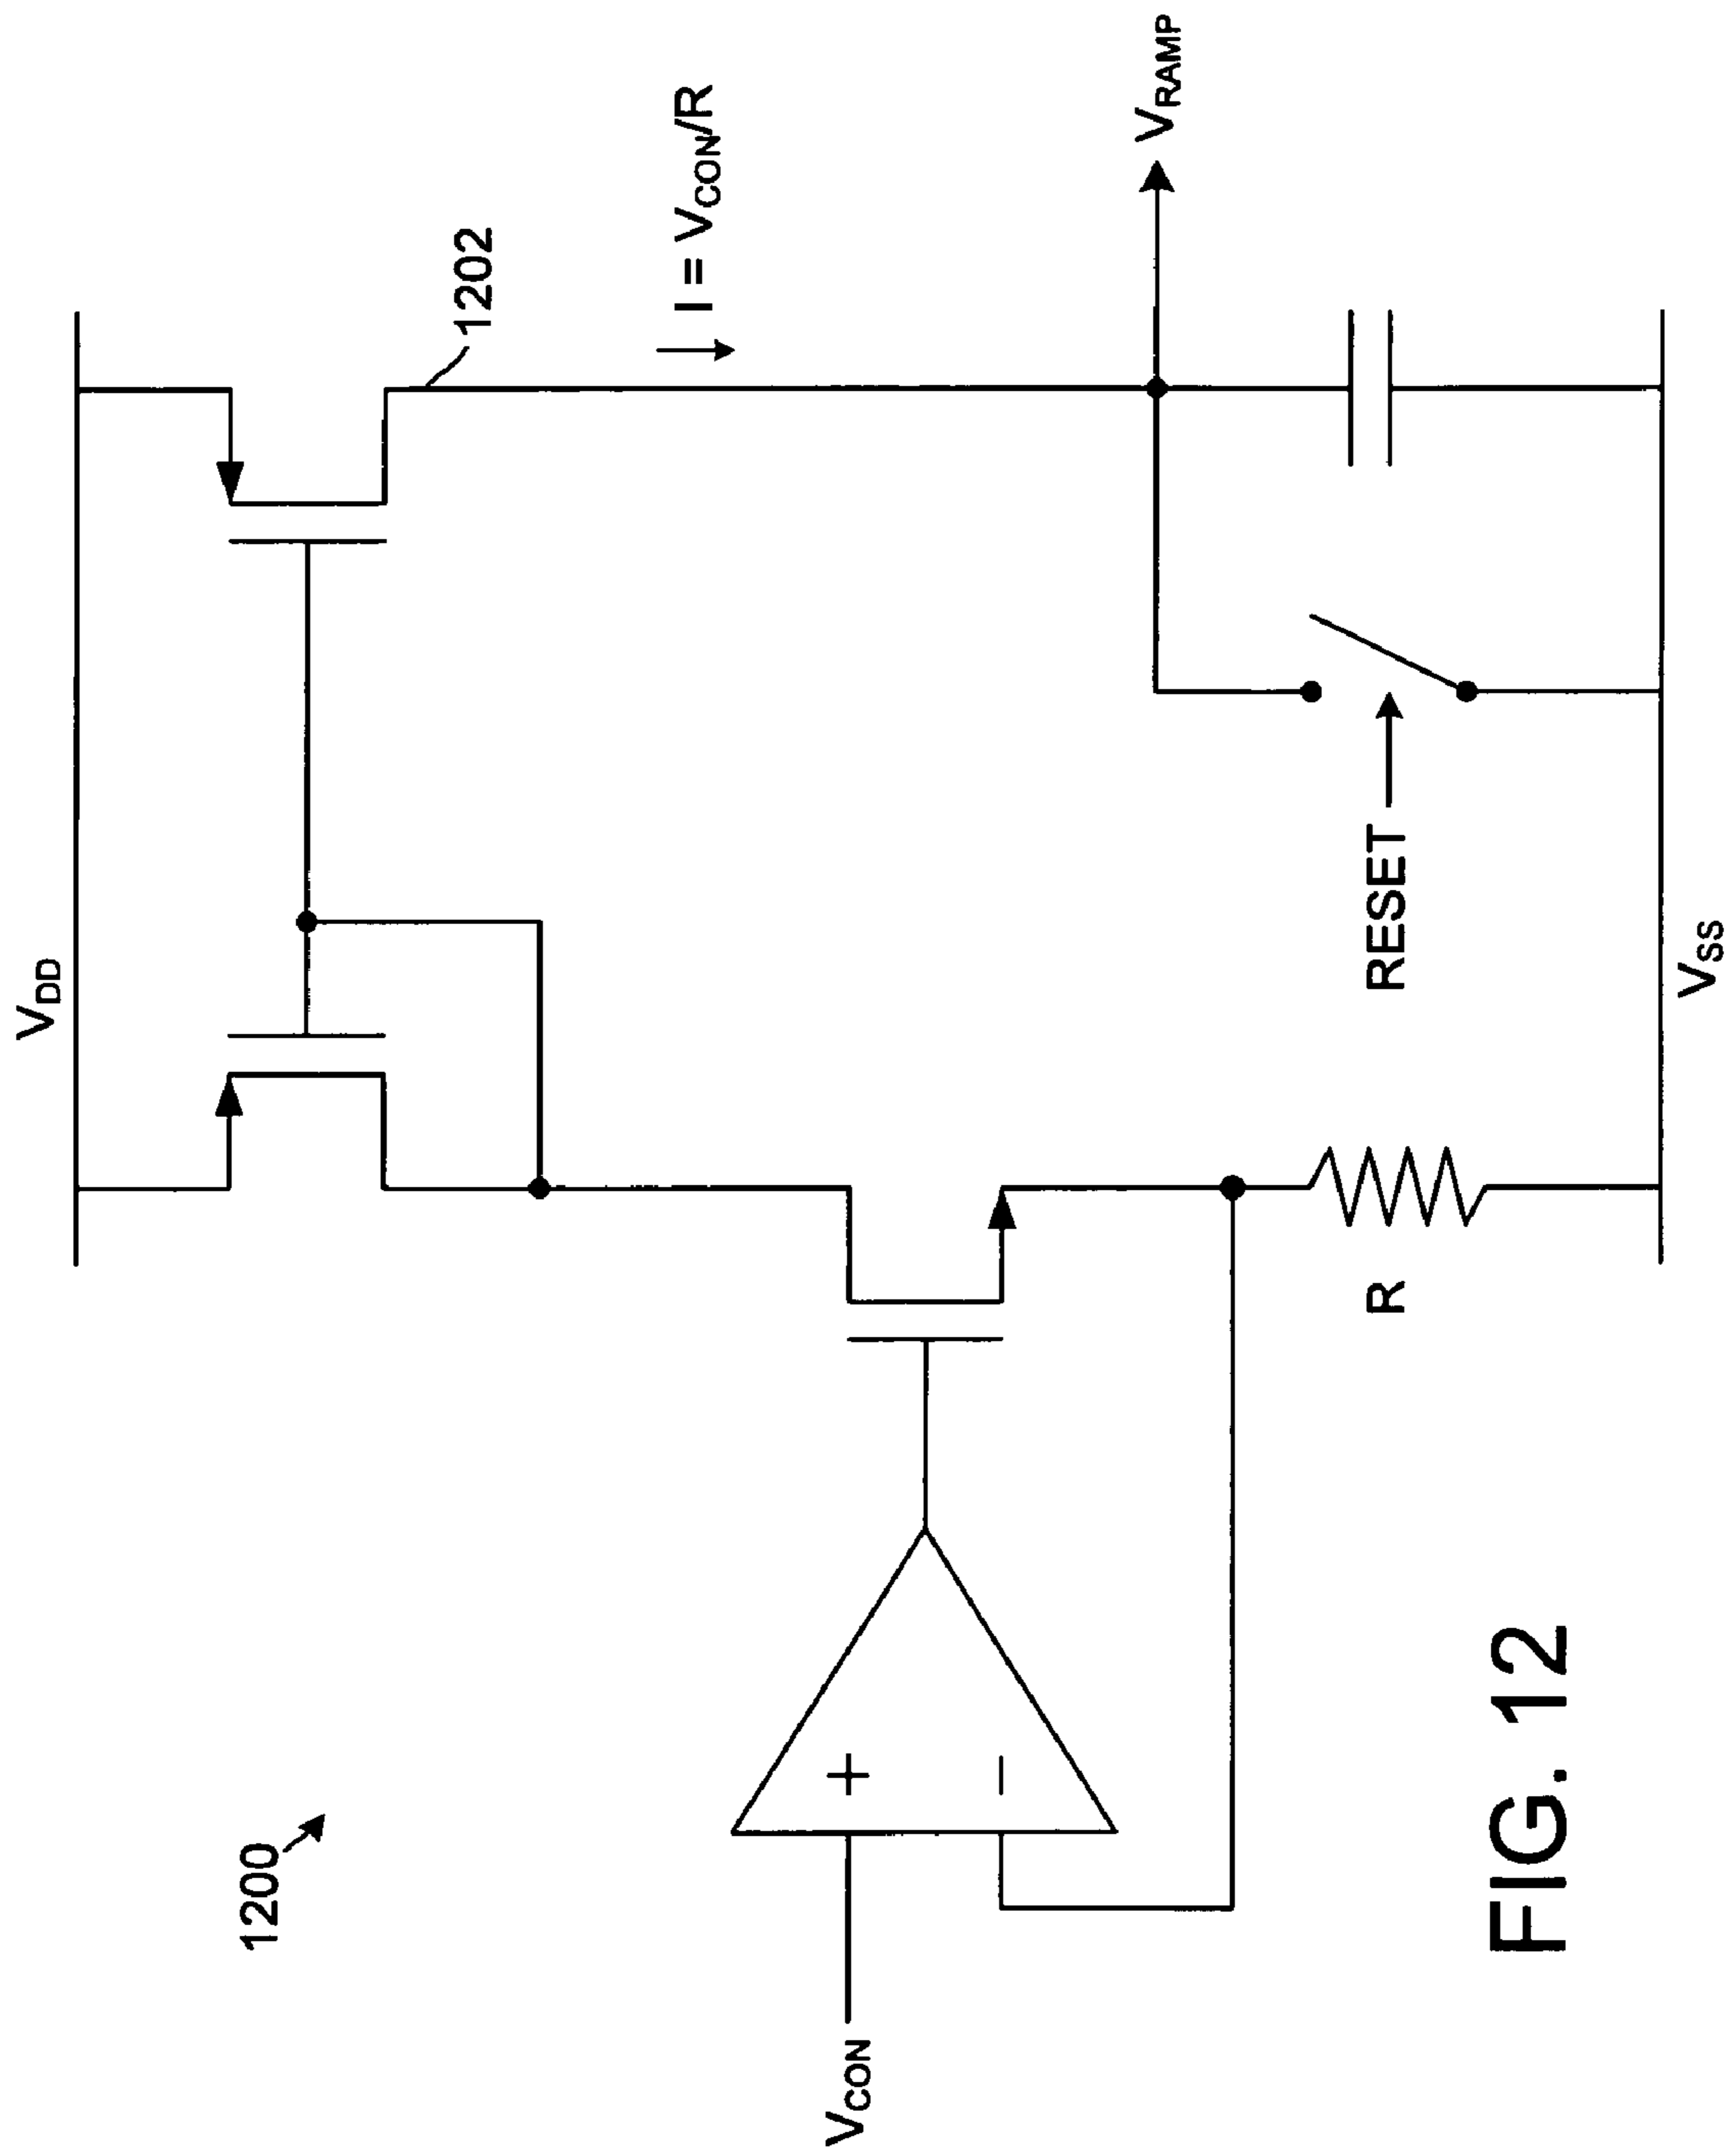 1200
V_DD
1202
I = V_CON/R
V_CON
+
−
V_RAMP
RESET
R
V_SS
FIG. 12